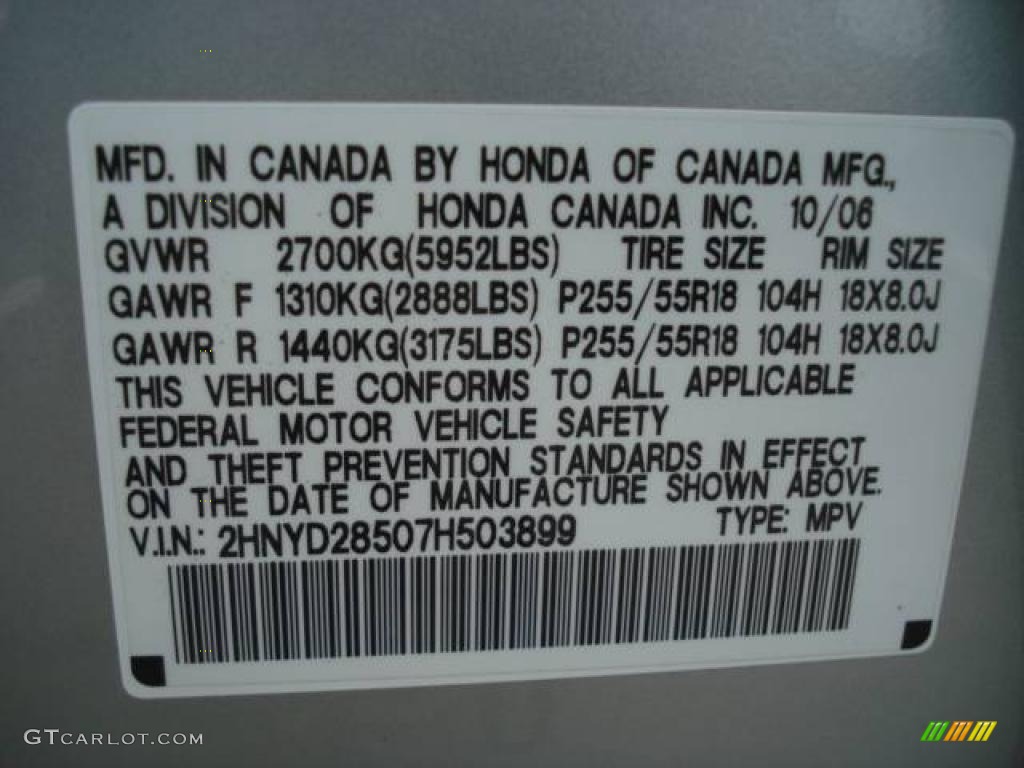 MFD. IN CANADA BY HONDA OF CANADA MFG.,
A DIVISION OF HONDA CANADA INC. 10/06
GVWR 2700KG(5952LBS) TIRE SIZE RIM SIZE
GAWR F 1310KG(2888LBS) P255/55R18 104H 18X8.0J
GAWR R 1440KG(3175LBS) P255/55R18 104H 18X8.0J
THIS VEHICLE CONFORMS TO ALL APPLICABLE
FEDERAL MOTOR VEHICLE SAFETY
AND THEFT PREVENTION STANDARDS IN EFFECT
ON THE DATE OF MANUFACTURE SHOWN ABOVE.
V.I.N.: 2HNYD28507H503899 TYPE: MPV
GTCARLOT.COM